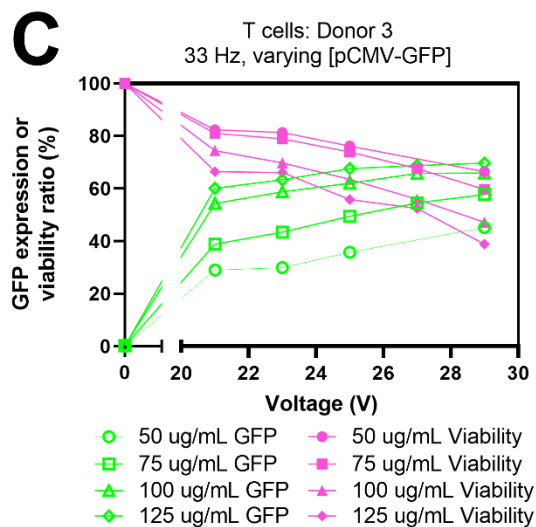 C
T cells: Donor 3
33 Hz, varying [pCMV-GFP]
GFP expression or
viability ratio (%)
100
80
60
40
20
0
0 20 22 24 26 28 30
Voltage (V)
50 ug/mL GFP 50 ug/mL Viability
75 ug/mL GFP 75 ug/mL Viability
100 ug/mL GFP 100 ug/mL Viability
125 ug/mL GFP 125 ug/mL Viability